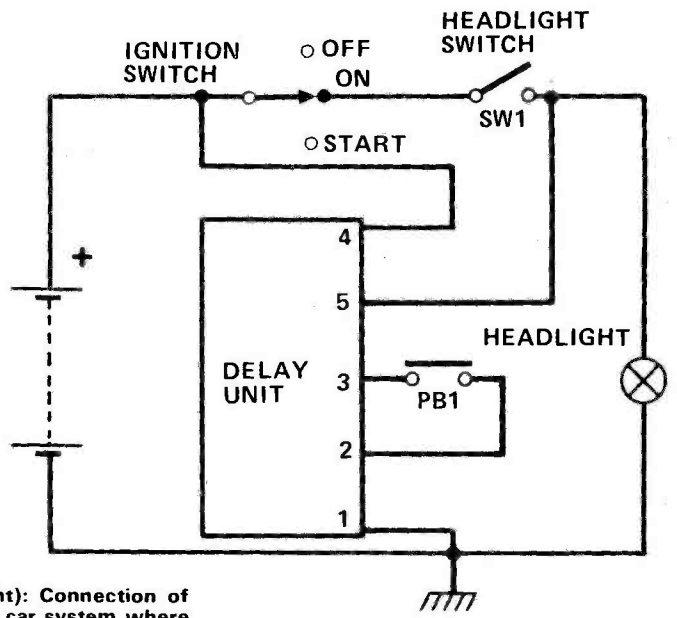 IGNITION
SWITCH
OFF
ON
START
HEADLIGHT
SWITCH
SW1
+
4
5
3
2
1
DELAY
UNIT
PB1
HEADLIGHT
nt): Connection of
car system where